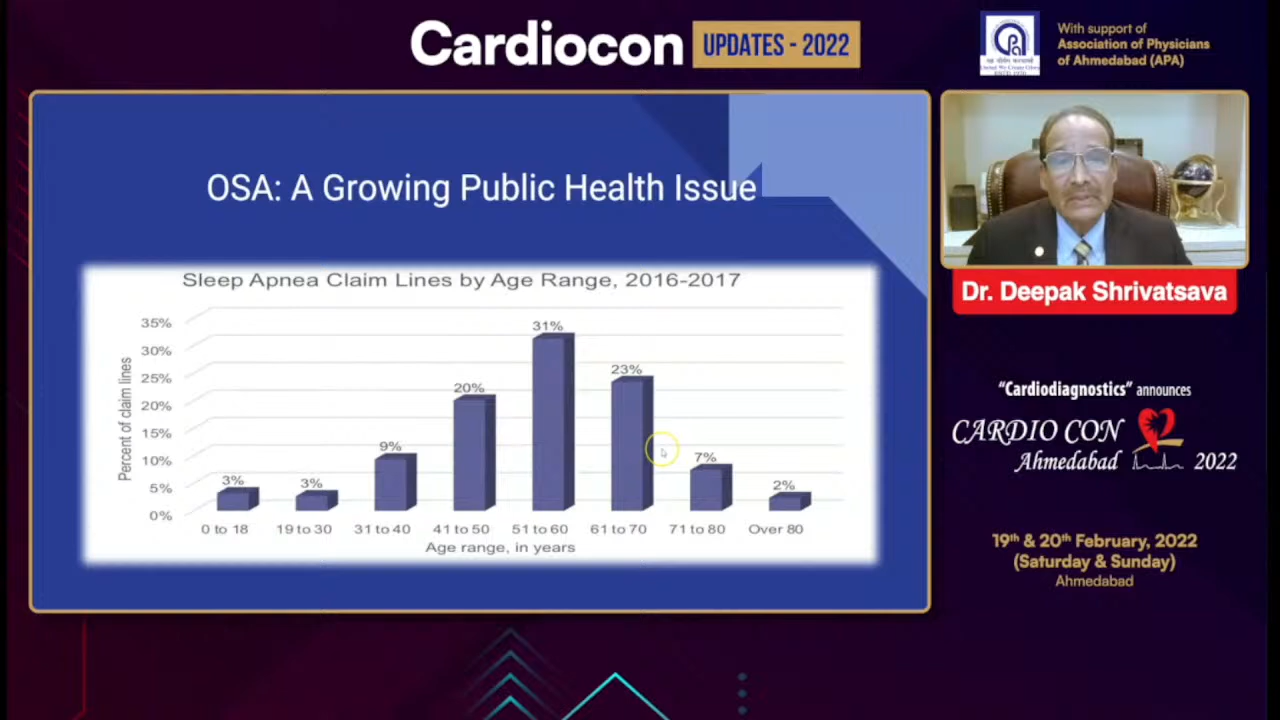 Cardiocon UPDATES - 2022
With support of
Association of Physicians
of Ahmedabad (APA)
OSA: A Growing Public Health Issue
Sleep Apnea Claim Lines by Age Range, 2016-2017
Percent of claim lines
35%
30%
25%
20%
15%
10%
5%
0%
3%
3%
9%
20%
31%
23%
7%
2%
0 to 18
19 to 30
31 to 40
41 to 50
51 to 60
61 to 70
71 to 80
Over 80
Age range, in years
Dr. Deepak Shrivatsava
"Cardiodiagnostics" announces
CARDIO CON
Ahmedabad 2022
19th & 20th February, 2022
(Saturday & Sunday)
Ahmedabad